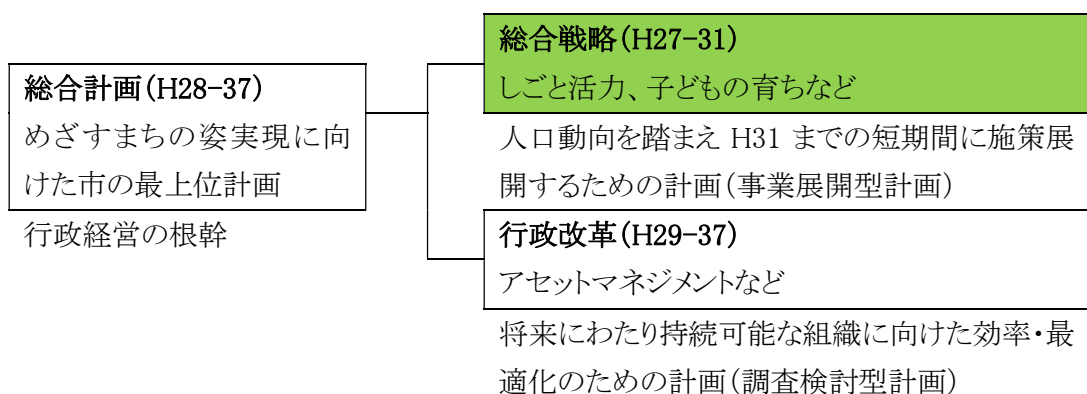 総合計画(H28-37)
めざすまちの姿実現に向
けた市の最上位計画
行政経営の根幹
総合戦略(H27-31)
しごと活力、子どもの育ちなど
人口動向を踏まえ H31 までの短期間に施策展
開するための計画(事業展開型計画)
行政改革(H29-37)
アセットマネジメントなど
将来にわたり持続可能な組織に向けた効率・最
適化のための計画(調査検討型計画)